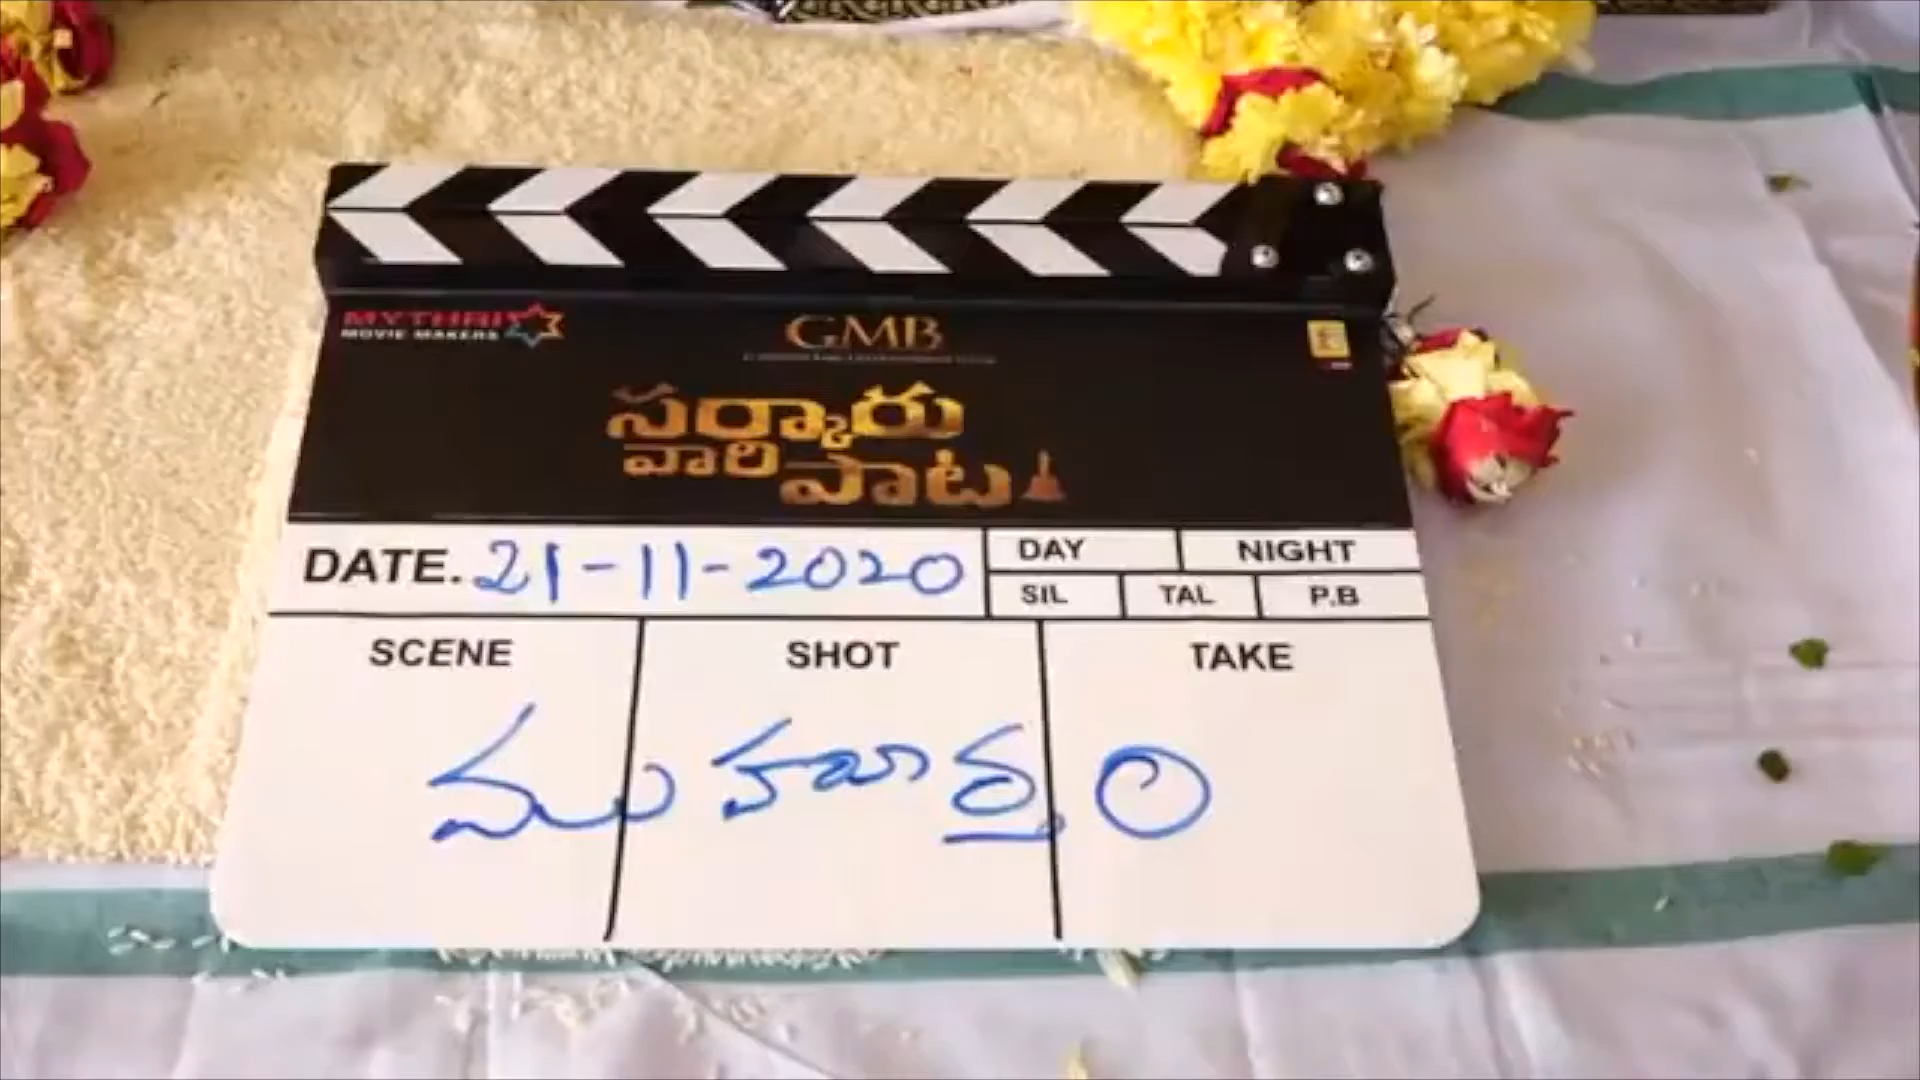 MYTHRI
MOVIE MAKERS
GMB
సర్కారు
వారి పాట
DATE. 21-11-2020
DAY NIGHT
SIL TAL P.B
SCENE SHOT TAKE
ముహూర్తం